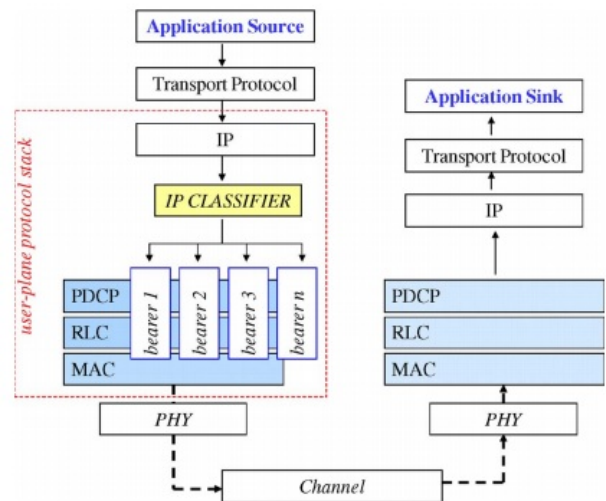 Application Source
Transport Protocol
IP
IP CLASSIFIER
user-plane protocol stack
PDCP
RLC
MAC
bearer 1
bearer 2
bearer 3
bearer n
PHY
Channel
Application Sink
Transport Protocol
IP
PDCP
RLC
MAC
PHY